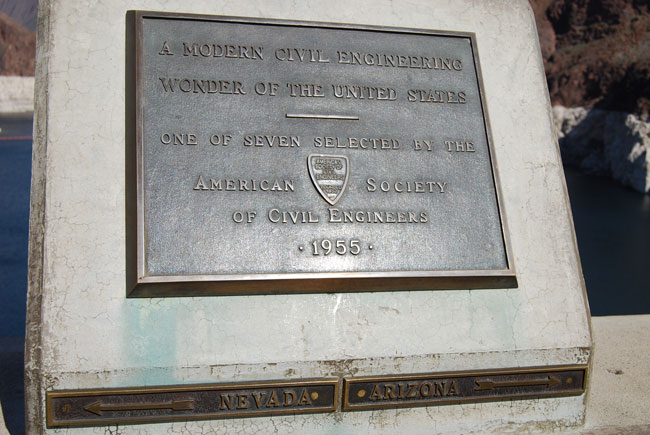 A MODERN CIVIL ENGINEERING
WONDER OF THE UNITED STATES
ONE OF SEVEN SELECTED BY THE
AMERICAN SOCIETY
OF CIVIL ENGINEERS
· 1955 ·
NEVADA
ARIZONA